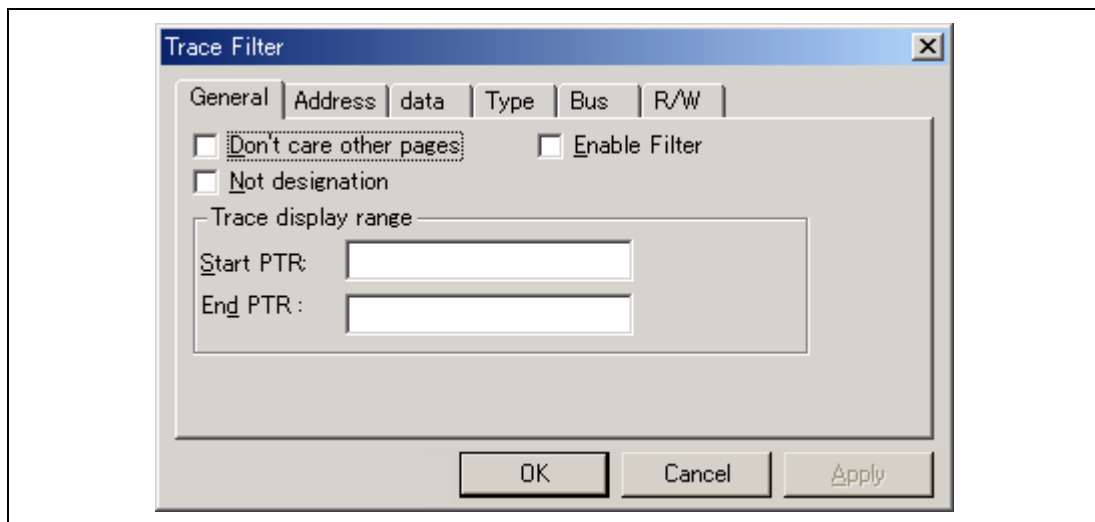 Trace Filter
General Address data Type Bus R/W
Don't care other pages Enable Filter
Not designation
Trace display range
Start PTR:
End PTR :
OK Cancel Apply